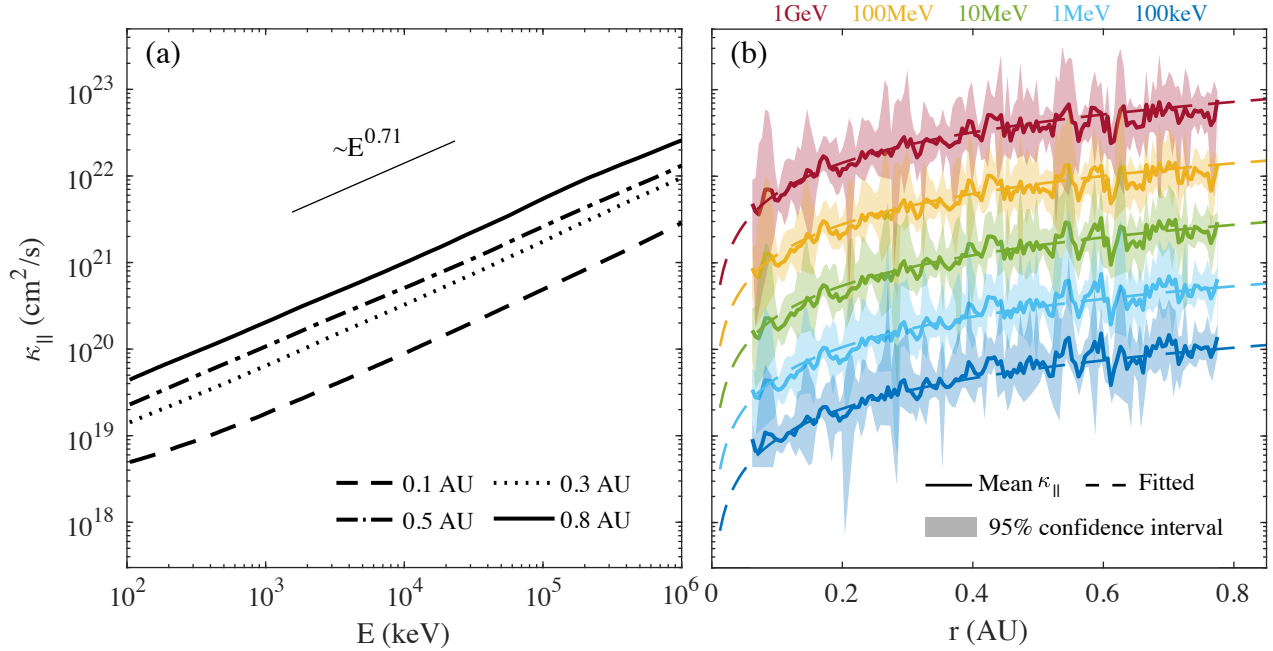 1GeV 100MeV 10MeV 1MeV 100keV
(a)
(b)
10^23
10^22
10^21
10^20
10^19
10^18
κ_|| (cm^2/s)
~E^0.71
0.1 AU 0.3 AU
0.5 AU 0.8 AU
Mean κ_|| Fitted
95% confidence interval
10^2 10^3 10^4 10^5 10^6
E (keV)
0 0.2 0.4 0.6 0.8
r (AU)